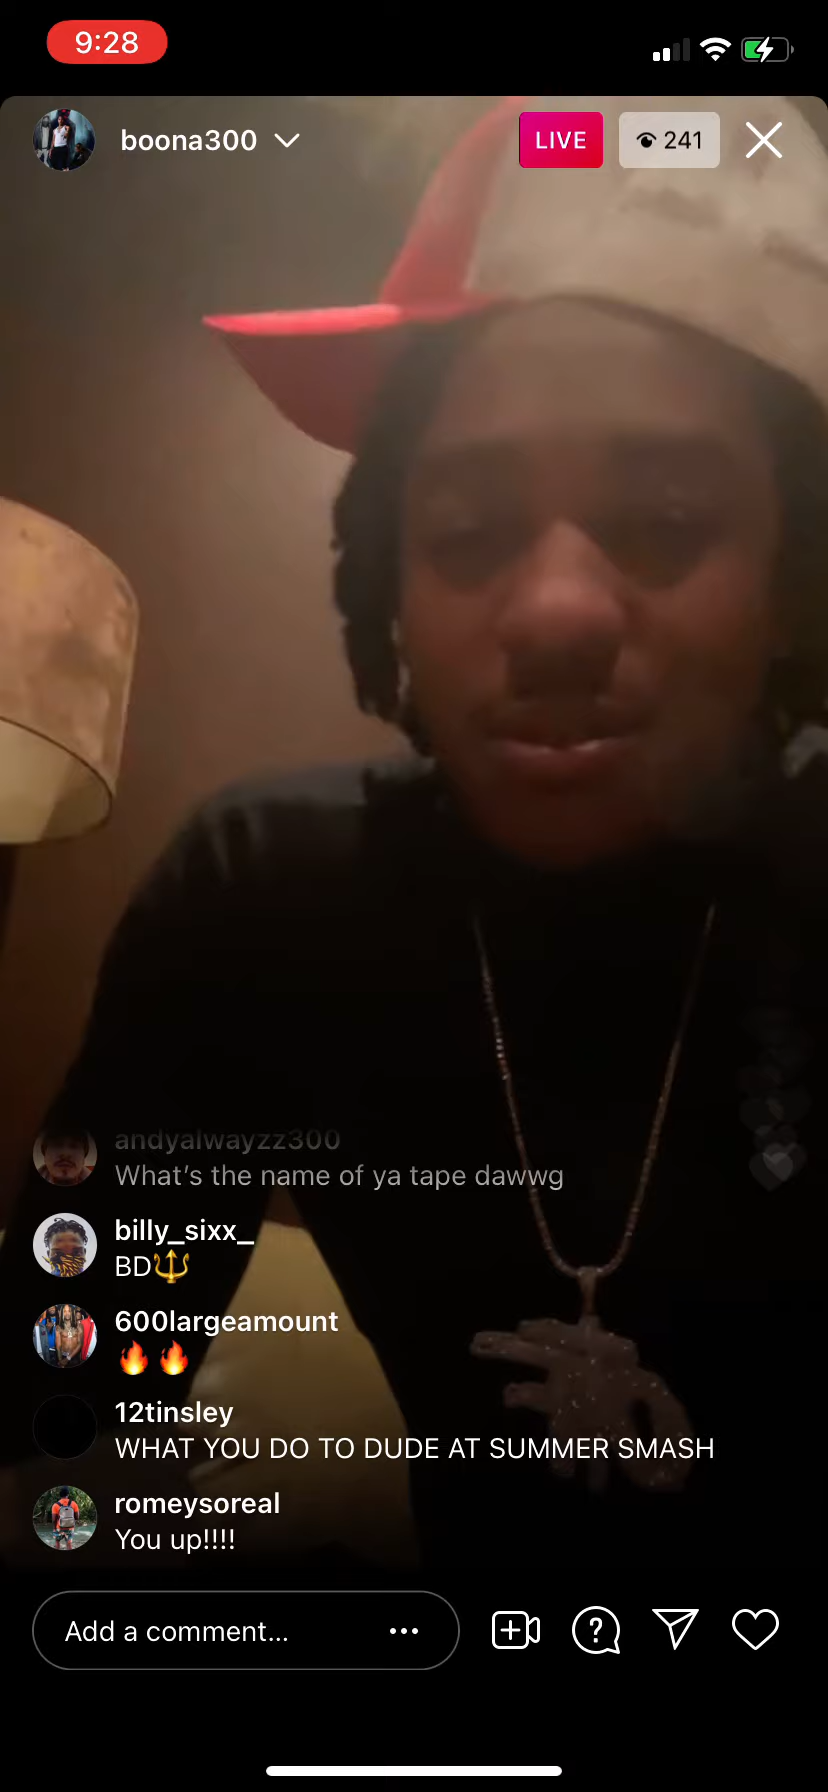 9:28
boona300
LIVE
241
andyalwayzz300
What's the name of ya tape dawwg
billy_sixx_
BD🔱
600largeamount
🔥🔥
12tinsley
WHAT YOU DO TO DUDE AT SUMMER SMASH
romeysoreal
You up!!!!
Add a comment...